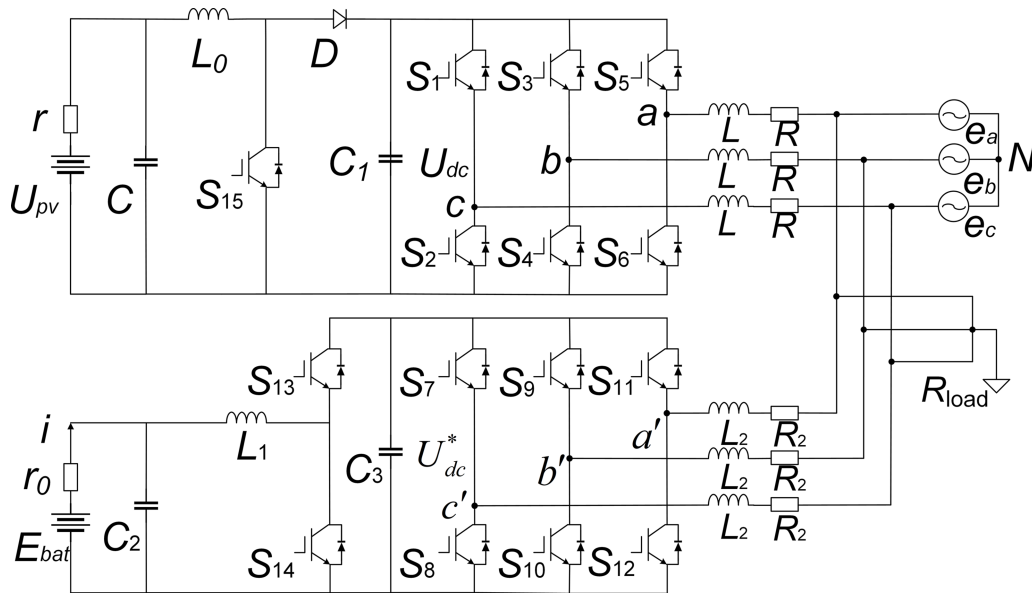 L0
D
S1
S3
S5
r
a
L
R
ea
Upv
C
S15
C1
Udc
b
L
R
eb
N
c
L
R
ec
S2
S4
S6
S13
S7
S9
S11
Rload
i
L1
a'
L2
R2
r0
C3
U*dc
b'
L2
R2
c'
L2
R2
Ebat
C2
S14
S8
S10
S12